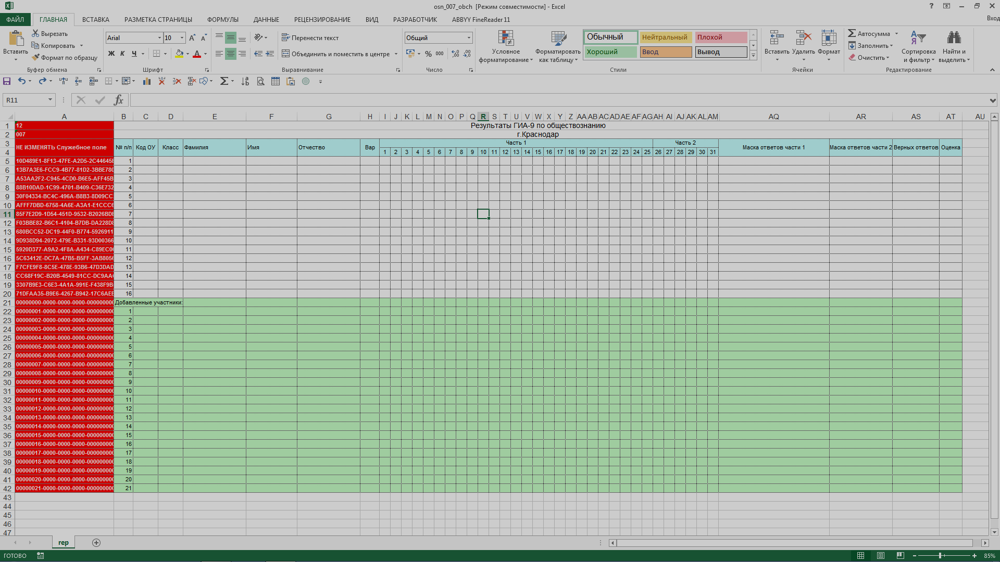 osn_007_obch  [Режим совместимости] - Excel
ФАЙЛ ГЛАВНАЯ ВСТАВКА РАЗМЕТКА СТРАНИЦЫ ФОРМУЛЫ ДАННЫЕ РЕЦЕНЗИРОВАНИЕ ВИД РАЗРАБОТЧИК ABBYY FineReader 11 Вход
Вставить
Вырезать
Копировать
Формат по образцу
Буфер обмена
Arial 10
Ж К Ч
Шрифт
Перенести текст
Объединить и поместить в центре
Выравнивание
Общий
% 000
Число
Условное форматирование
Форматировать как таблицу
Обычный Нейтральный Плохой
Хороший Ввод Вывод
Стили
Вставить Удалить Формат
Ячейки
Автосумма
Заполнить
Очистить
Сортировка и фильтр
Найти и выделить
Редактирование
R11 fx
A B C D E F G H I J K L M N O P Q R S T U V W X Y Z AA AB AC AD AE AF AG AH AI AJ AK AL AM AQ AR AS AT AU
1 12 Результаты ГИА-9 по обществознанию
2 007 г.Краснодар
3 НЕ ИЗМЕНЯТЬ Служебное поле № п/п Код ОУ Класс Фамилия Имя Отчество Вар Часть 1 Часть 2 Маска ответов части 1 Маска ответов части 2 Верных ответов Оценка
4 1 2 3 4 5 6 7 8 9 10 11 12 13 14 15 16 17 18 19 20 21 22 23 24 25 26 27 28 29 30 31
5 10D489E1-8F13-47FE-A2D5-2C44645 1
6 13B7A3E6-FCC9-4B77-81D2-3BBE78 2
7 A53AA2F2-C945-4CD0-B6E5-AFF45B 3
8 88B10DAD-1C99-4701-B409-C36E732 4
9 30F04334-BC4C-496A-B8B3-8D09CC 5
10 AFFF7DBD-6758-4A6E-A3A1-E1CCC 6
11 85F7E2D9-1D54-451D-9532-B2026BD 7
12 F03BBE82-B6C1-4104-B7DB-DA228D 8
13 680BCC52-DC19-44F0-B774-5926911 9
14 9D938D94-2072-479E-B331-93D00366 10
15 5920D377-A9A2-4F8A-A434-C89EC0 11
16 5C63412E-DC7A-47B5-B5FF-3AB805 12
17 F7CFE9F8-8C5E-478E-93B6-47D3DAD 13
18 CC68F19C-B20B-4549-81CC-DC9AA 14
19 3307B9E3-C6E3-4A1A-991E-F438F9B 15
20 71DFAA35-B9E6-4267-B942-17C6AE 16
21 00000000-0000-0000-0000-00000000 Добавленные участники:
22 00000001-0000-0000-0000-00000000 1
23 00000002-0000-0000-0000-00000000 2
24 00000003-0000-0000-0000-00000000 3
25 00000004-0000-0000-0000-00000000 4
26 00000005-0000-0000-0000-00000000 5
27 00000006-0000-0000-0000-00000000 6
28 00000007-0000-0000-0000-00000000 7
29 00000008-0000-0000-0000-00000000 8
30 00000009-0000-0000-0000-00000000 9
31 00000010-0000-0000-0000-00000000 10
32 00000011-0000-0000-0000-00000000 11
33 00000012-0000-0000-0000-00000000 12
34 00000013-0000-0000-0000-00000000 13
35 00000014-0000-0000-0000-00000000 14
36 00000015-0000-0000-0000-00000000 15
37 00000016-0000-0000-0000-00000000 16
38 00000017-0000-0000-0000-00000000 17
39 00000018-0000-0000-0000-00000000 18
40 00000019-0000-0000-0000-00000000 19
41 00000020-0000-0000-0000-00000000 20
42 00000021-0000-0000-0000-00000000 21
43
44
45
46
47
rep
ГОТОВО 85%